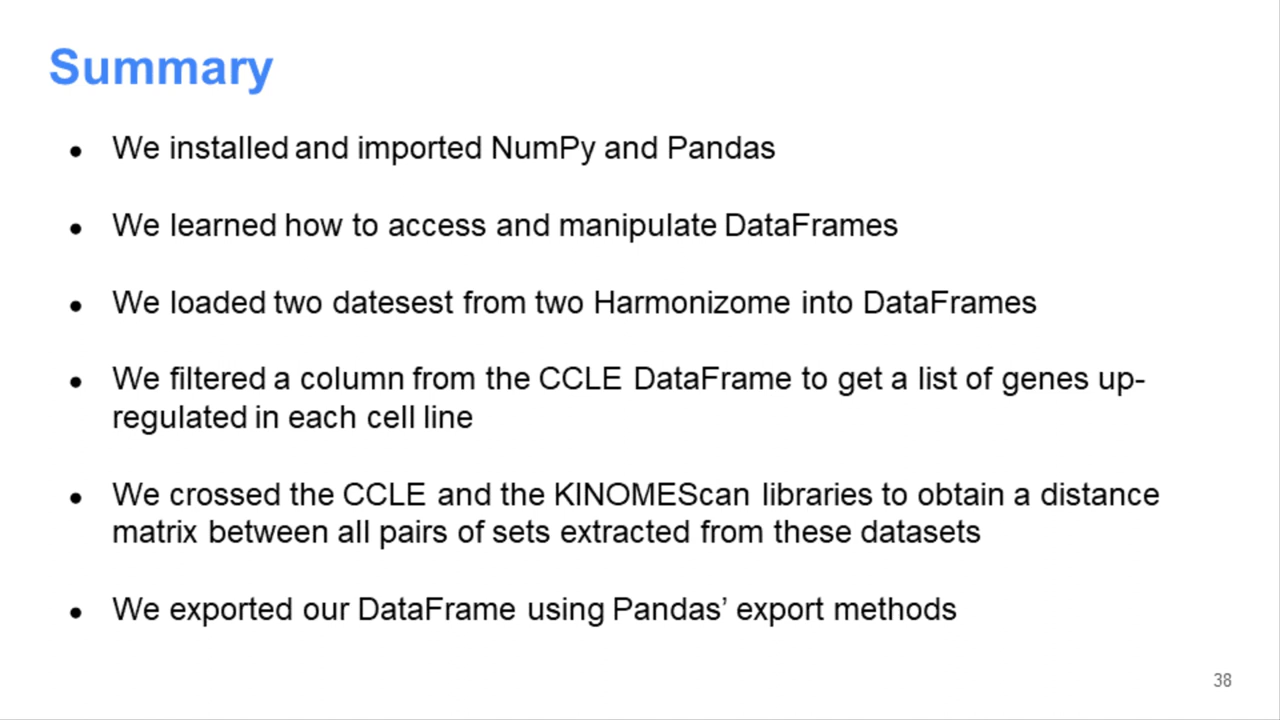 Summary
● We installed and imported NumPy and Pandas
● We learned how to access and manipulate DataFrames
● We loaded two datesest from two Harmonizome into DataFrames
● We filtered a column from the CCLE DataFrame to get a list of genes up-
regulated in each cell line
● We crossed the CCLE and the KINOMEScan libraries to obtain a distance
matrix between all pairs of sets extracted from these datasets
● We exported our DataFrame using Pandas’ export methods
38